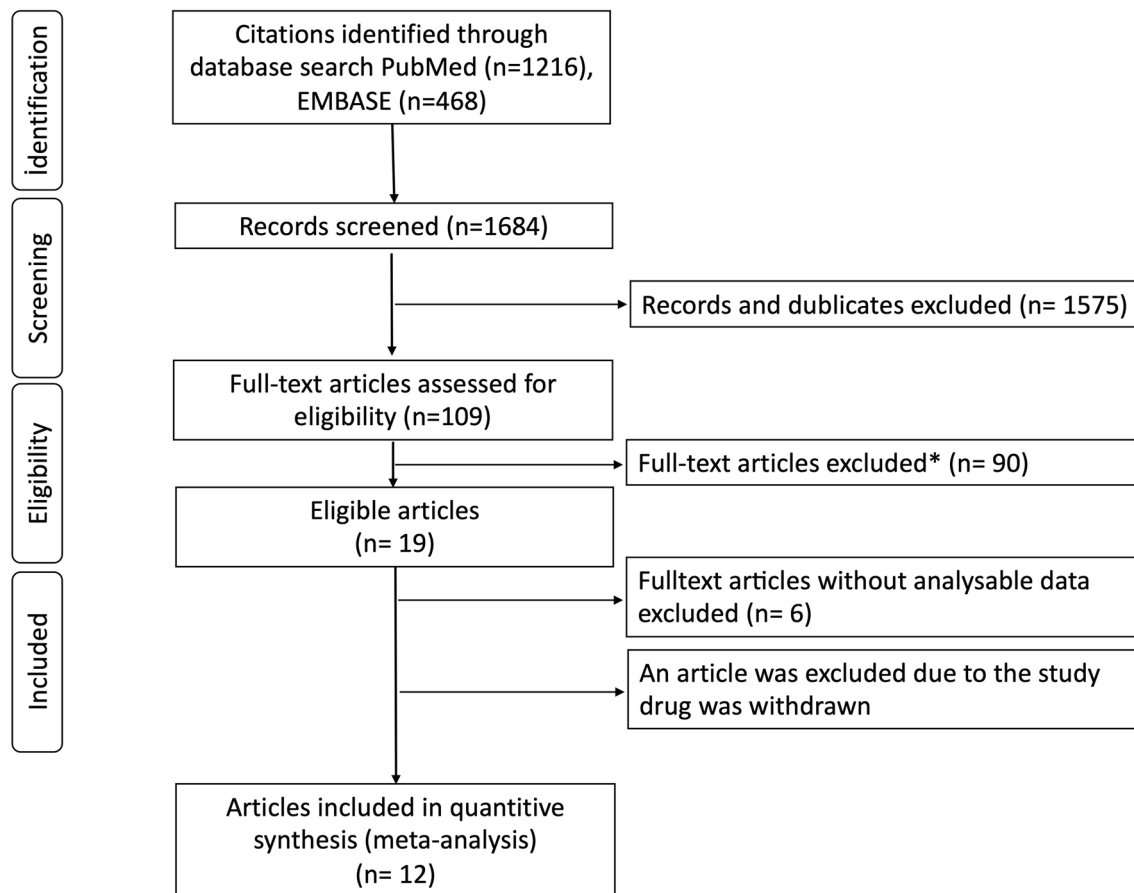 identification
Citations identified through
database search PubMed (n=1216),
EMBASE (n=468)
Screening
Records screened (n=1684)
Records and dublicates excluded (n= 1575)
Full-text articles assessed for
eligibility (n=109)
Eligibility
Full-text articles excluded* (n= 90)
Eligible articles
(n= 19)
Included
Fulltext articles without analysable data
excluded (n= 6)
An article was excluded due to the study
drug was withdrawn
Articles included in quantitive
synthesis (meta-analysis)
(n= 12)